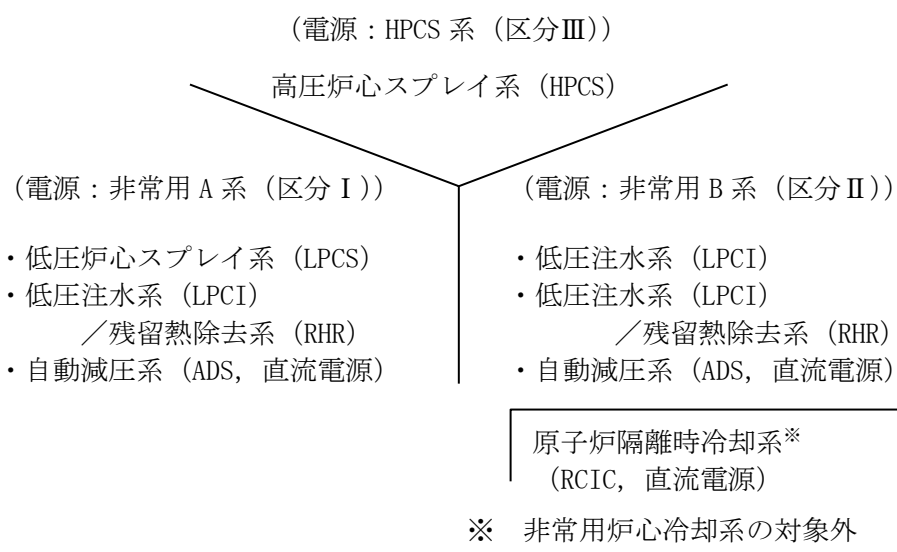 (電源:HPCS 系(区分Ⅲ))
高圧炉心スプレイ系(HPCS)
(電源:非常用 A 系(区分Ⅰ))
・低圧炉心スプレイ系(LPCS)
・低圧注水系(LPCI)
/残留熱除去系(RHR)
・自動減圧系(ADS, 直流電源)
(電源:非常用 B 系(区分Ⅱ))
・低圧注水系(LPCI)
・低圧注水系(LPCI)
/残留熱除去系(RHR)
・自動減圧系(ADS, 直流電源)
原子炉隔離時冷却系※
(RCIC, 直流電源)
※ 非常用炉心冷却系の対象外